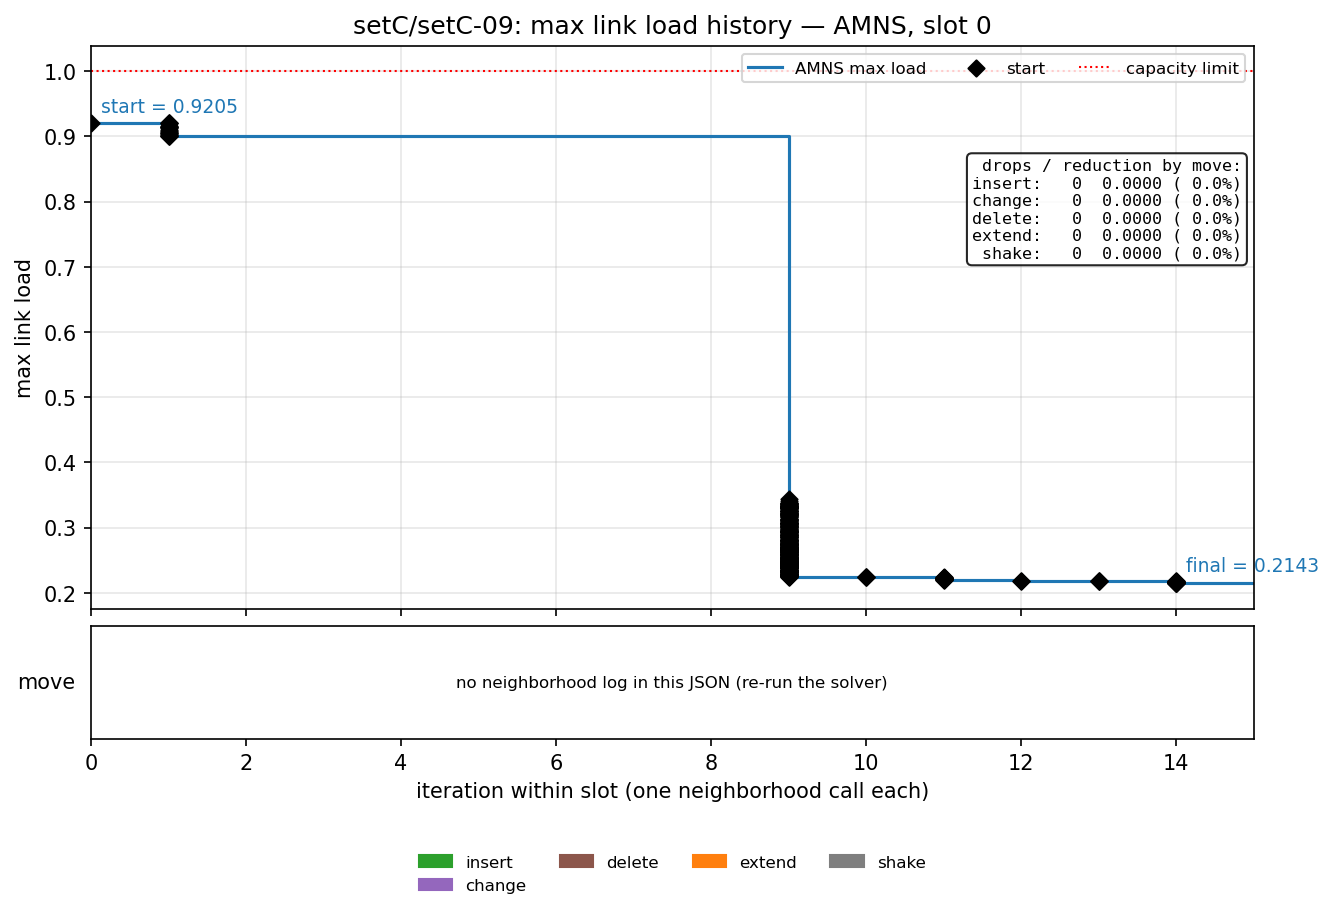 setC/setC-09: max link load history — AMNS, slot 0
AMNS max load start capacity limit
1.0
start = 0.9205
0.9
drops / reduction by move:
insert: 0 0.0000 ( 0.0%)
change: 0 0.0000 ( 0.0%)
delete: 0 0.0000 ( 0.0%)
extend: 0 0.0000 ( 0.0%)
shake: 0 0.0000 ( 0.0%)
0.8
0.7
0.6
0.5
0.4
0.3
0.2
max link load
final = 0.2143
move
no neighborhood log in this JSON (re-run the solver)
0 2 4 6 8 10 12 14
iteration within slot (one neighborhood call each)
insert delete extend shake
change